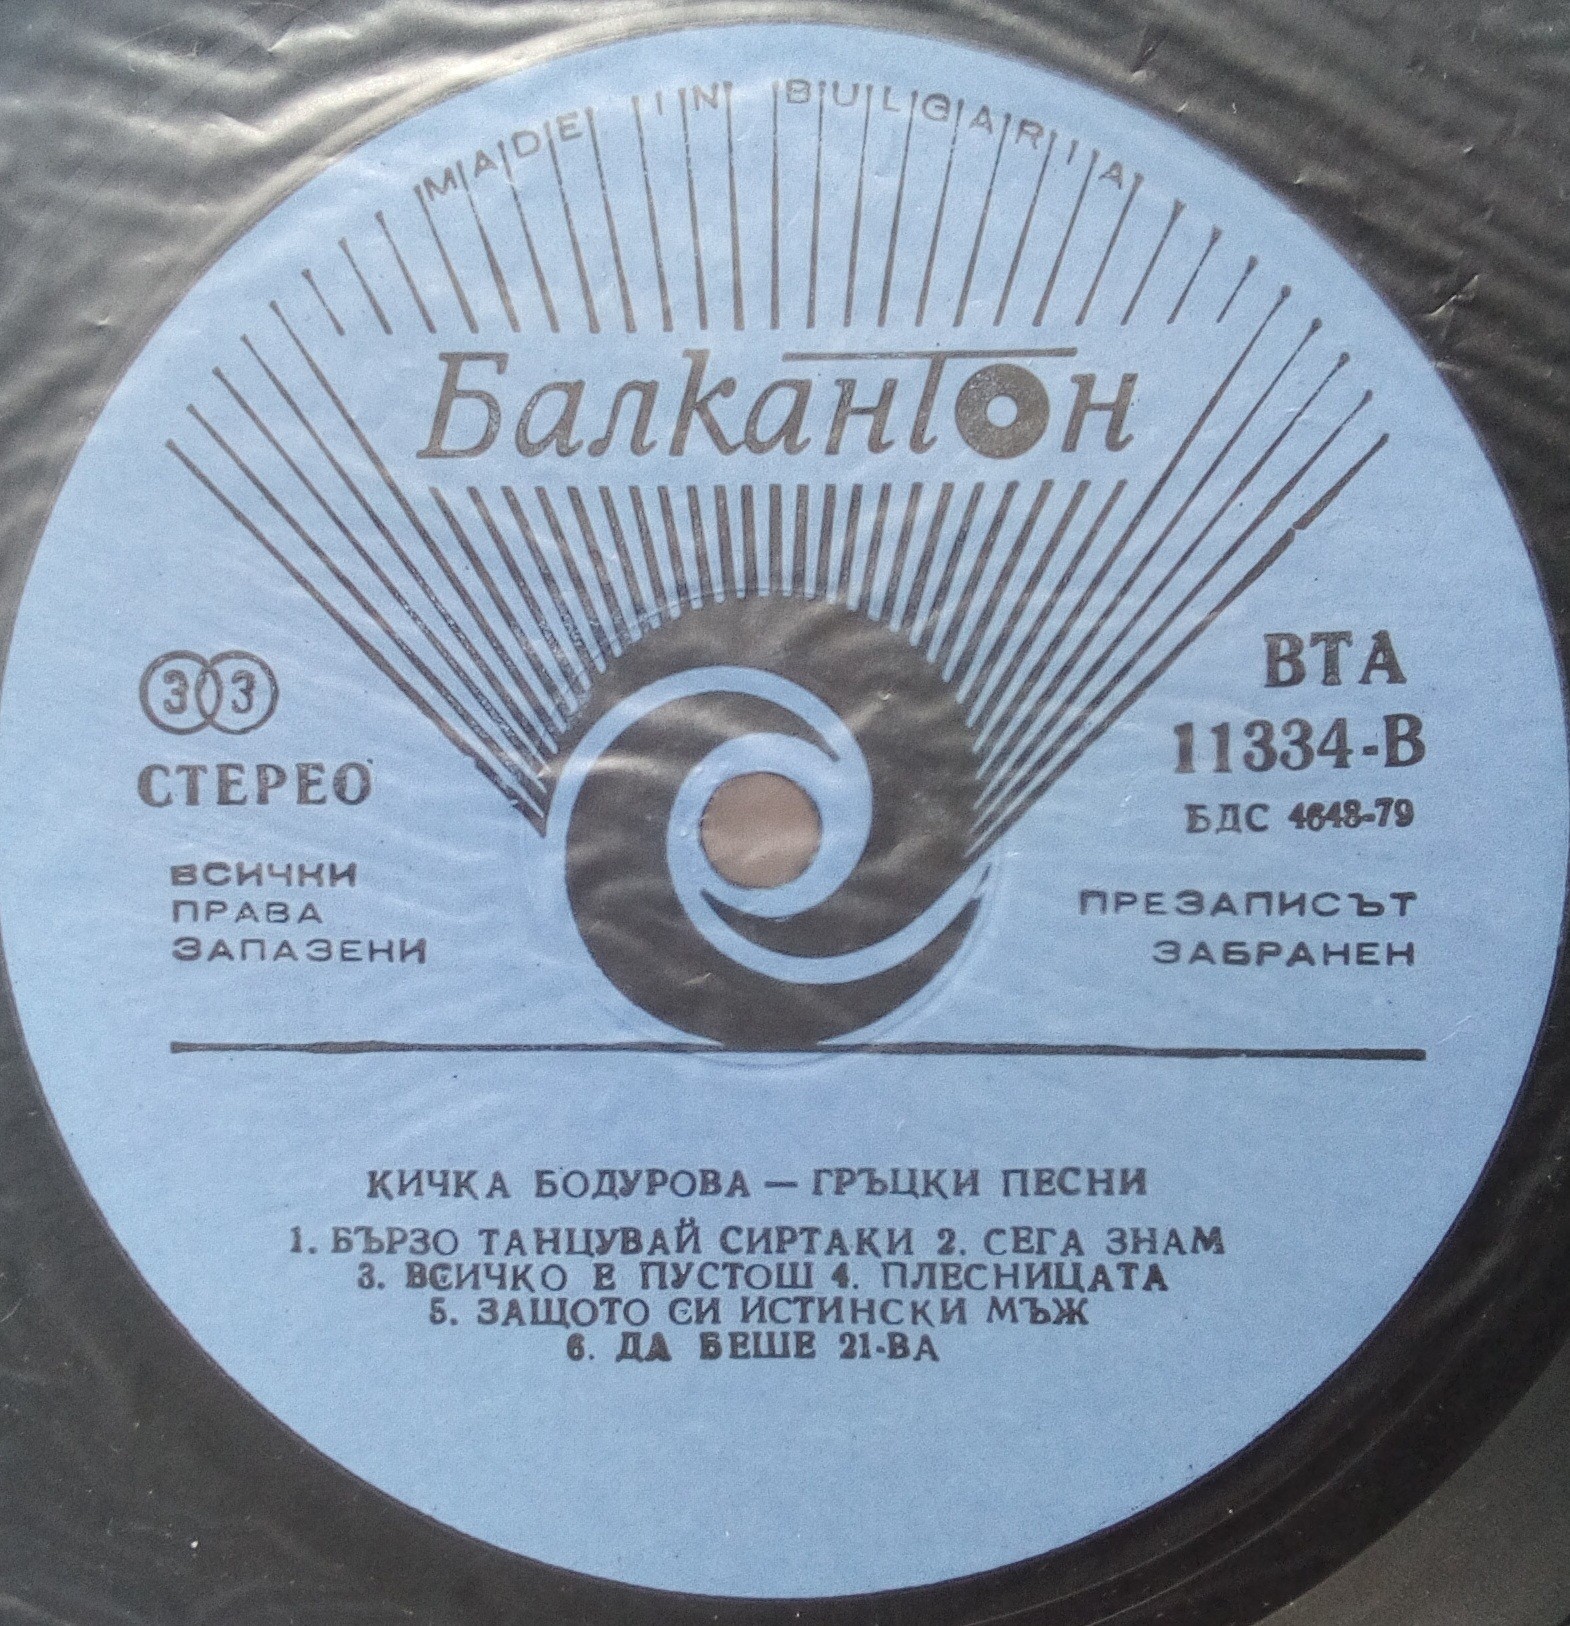 MADE IN BULGARIA
Балкантон
33
СТЕРЕО
ВСИЧКИ
ПРАВА
ЗАПАЗЕНИ
ВТА
11334-В
БДС 4648-79
ПРЕЗАПИСЪТ
ЗАБРАНЕН
КИЧКА БОДУРОВА — ГРЪЦКИ ПЕСНИ
1. БЪРЗО ТАНЦУВАЙ СИРТАКИ 2. СЕГА ЗНАМ
3. ВСИЧКО Е ПУСТОШ 4. ПЛЕСНИЦАТА
5. ЗАЩОТО СИ ИСТИНСКИ МЪЖ
6. ДА БЕШЕ 21-ВА